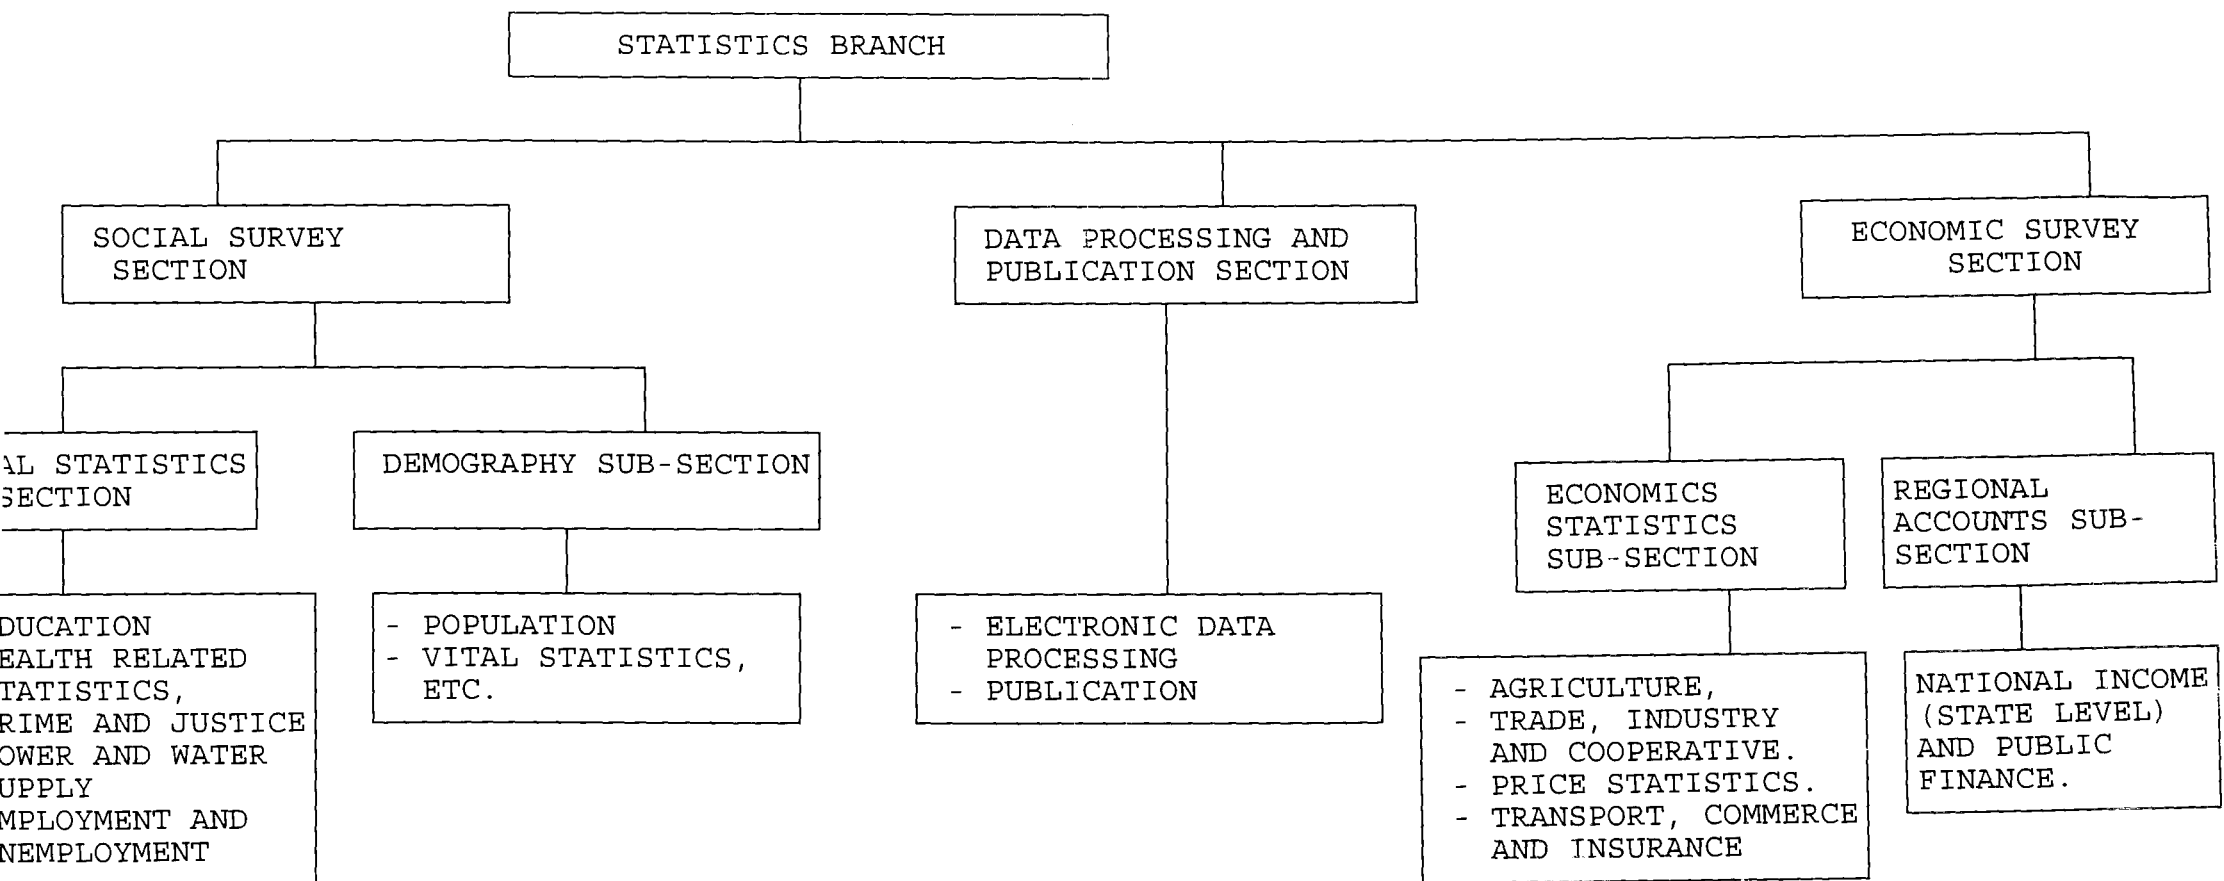 STATISTICS BRANCH
SOCIAL SURVEY
SECTION
DATA PROCESSING AND
PUBLICATION SECTION
ECONOMIC SURVEY
SECTION
AL STATISTICS
SECTION
DEMOGRAPHY SUB-SECTION
ECONOMICS
STATISTICS
SUB-SECTION
REGIONAL
ACCOUNTS SUB-
SECTION
DUCATION
EALTH RELATED
TATISTICS,
RIME AND JUSTICE
OWER AND WATER
UPPLY
MPLOYMENT AND
NEMPLOYMENT
- POPULATION
- VITAL STATISTICS,
ETC.
- ELECTRONIC DATA
PROCESSING
- PUBLICATION
- AGRICULTURE,
- TRADE, INDUSTRY
AND COOPERATIVE.
- PRICE STATISTICS.
- TRANSPORT, COMMERCE
AND INSURANCE
NATIONAL INCOME
(STATE LEVEL)
AND PUBLIC
FINANCE.